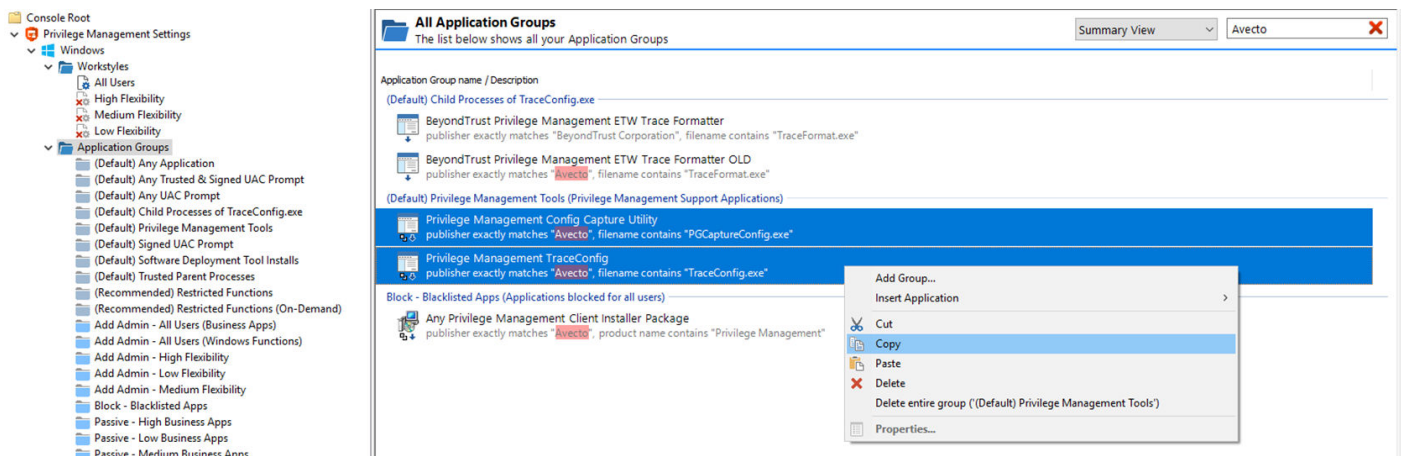 Console Root
Privilege Management Settings
Windows
Workstyles
All Users
High Flexibility
Medium Flexibility
Low Flexibility
Application Groups
(Default) Any Application
(Default) Any Trusted & Signed UAC Prompt
(Default) Any UAC Prompt
(Default) Child Processes of TraceConfig.exe
(Default) Privilege Management Tools
(Default) Signed UAC Prompt
(Default) Software Deployment Tool Installs
(Default) Trusted Parent Processes
(Recommended) Restricted Functions
(Recommended) Restricted Functions (On-Demand)
Add Admin - All Users (Business Apps)
Add Admin - All Users (Windows Functions)
Add Admin - High Flexibility
Add Admin - Low Flexibility
Add Admin - Medium Flexibility
Block - Blacklisted Apps
Passive - High Business Apps
Passive - Low Business Apps
Passive - Medium Business Apps
All Application Groups
The list below shows all your Application Groups
Summary View
Avecto
Application Group name / Description
(Default) Child Processes of TraceConfig.exe
BeyondTrust Privilege Management ETW Trace Formatter
publisher exactly matches "BeyondTrust Corporation", filename contains "TraceFormat.exe"
BeyondTrust Privilege Management ETW Trace Formatter OLD
publisher exactly matches "Avecto", filename contains "TraceFormat.exe"
(Default) Privilege Management Tools (Privilege Management Support Applications)
Privilege Management Config Capture Utility
publisher exactly matches "Avecto", filename contains "PGCaptureConfig.exe"
Privilege Management TraceConfig
publisher exactly matches "Avecto", filename contains "TraceConfig.exe"
Block - Blacklisted Apps (Applications blocked for all users)
Any Privilege Management Client Installer Package
publisher exactly matches "Avecto", product name contains "Privilege Management"
Add Group...
Insert Application
Cut
Copy
Paste
Delete
Delete entire group ('(Default) Privilege Management Tools')
Properties...